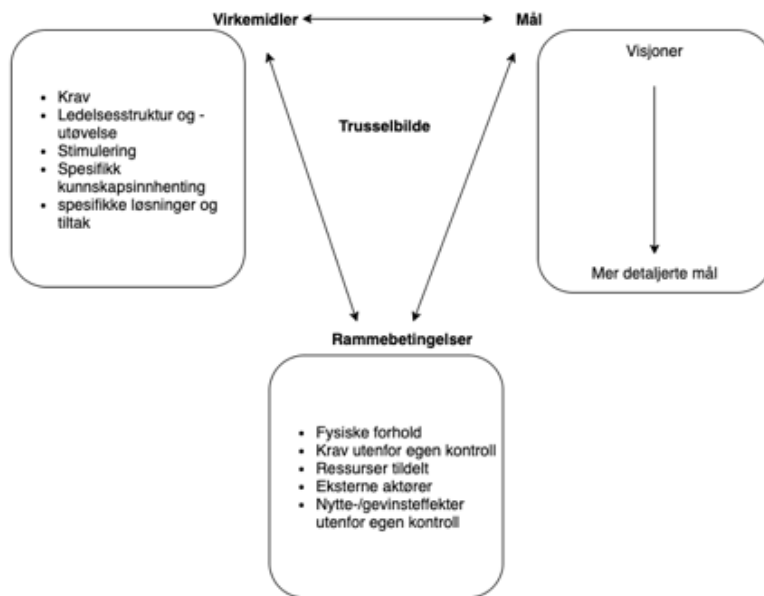 Virkemidler
Mål
• Krav
• Ledelsesstruktur og -
utøvelse
• Stimulering
• Spesifikk
kunnskapsinnhenting
• spesifikke løsninger og
tiltak
Trusselbilde
Visjoner
Mer detaljerte mål
Rammebetingelser
• Fysiske forhold
• Krav utenfor egen kontroll
• Ressurser tildelt
• Eksterne aktører
• Nytte-/gevinsteffekter
utenfor egen kontroll